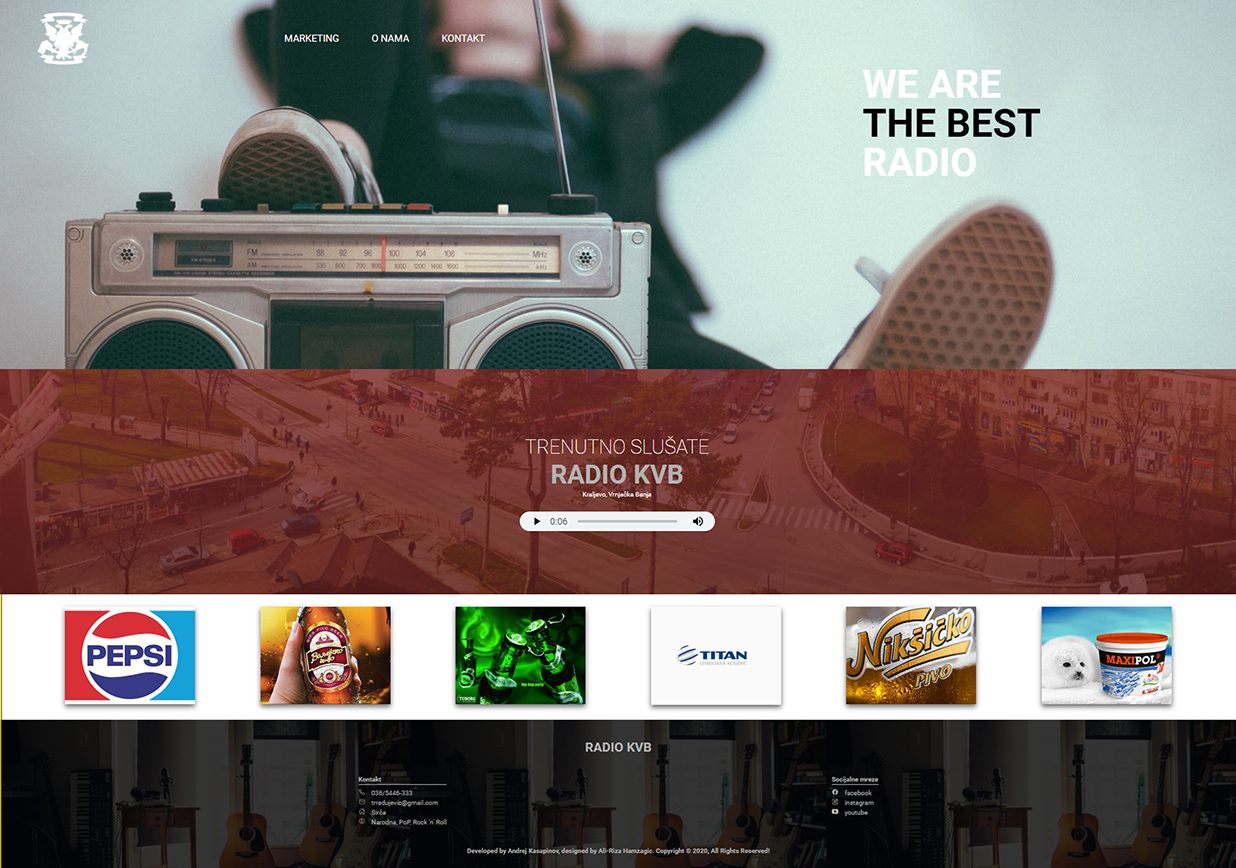 MARKETING O NAMA KONTAKT
WE ARE
THE BEST
RADIO
FM 88 92 96 100 104 108 MHz
AM 530 600 700 800 1000 1200 1400 1600 kHz
TRENUTNO SLUŠATE
RADIO KVB
Kraljevo, Vrnjačka Banja
0:06
PEPSI
TUBORG
TITAN
Nikšićko
PIVO
MAXIPOL
RADIO KVB
Kontakt
036/5446-333
trradujevic@gmail.com
Sirča
Narodna, PoP, Rock 'n' Roll
Socijalne mreze
facebook
instagram
youtube
Developed by Andrej Kasapinov, designed by Ali-Riza Hamzagic. Copyright © 2020, All Rights Reserved!